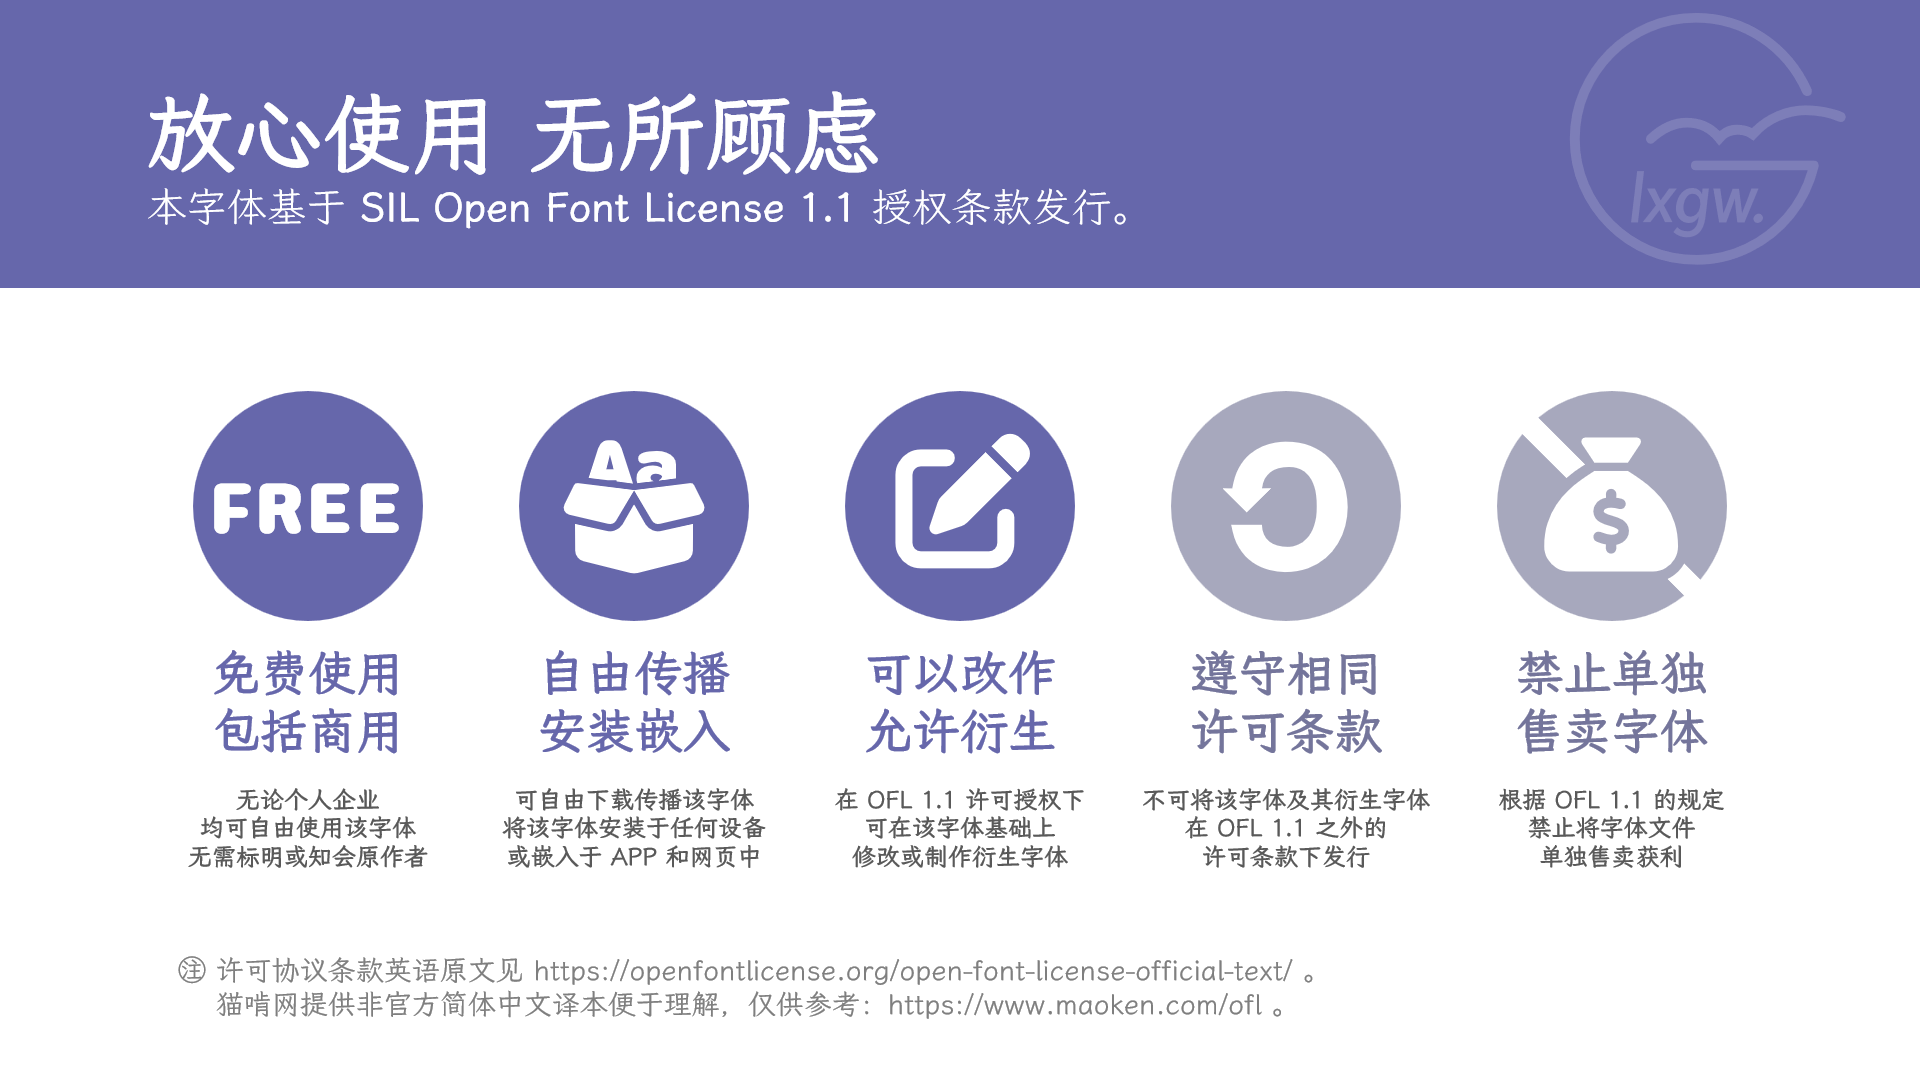 放心使用 无所顾虑
本字体基于 SIL Open Font License 1.1 授权条款发行。
lxgw.
FREE
免费使用
包括商用
无论个人企业
均可自由使用该字体
无需标明或知会原作者
Aa
自由传播
安装嵌入
可自由下载传播该字体
将该字体安装于任何设备
或嵌入于 APP 和网页中
可以改作
允许衍生
在 OFL 1.1 许可授权下
可在该字体基础上
修改或制作衍生字体
遵守相同
许可条款
不可将该字体及其衍生字体
在 OFL 1.1 之外的
许可条款下发行
$
禁止单独
售卖字体
根据 OFL 1.1 的规定
禁止将字体文件
单独售卖获利
㊟ 许可协议条款英语原文见 https://openfontlicense.org/open-font-license-official-text/ 。
猫啃网提供非官方简体中文译本便于理解，仅供参考：https://www.maoken.com/ofl 。